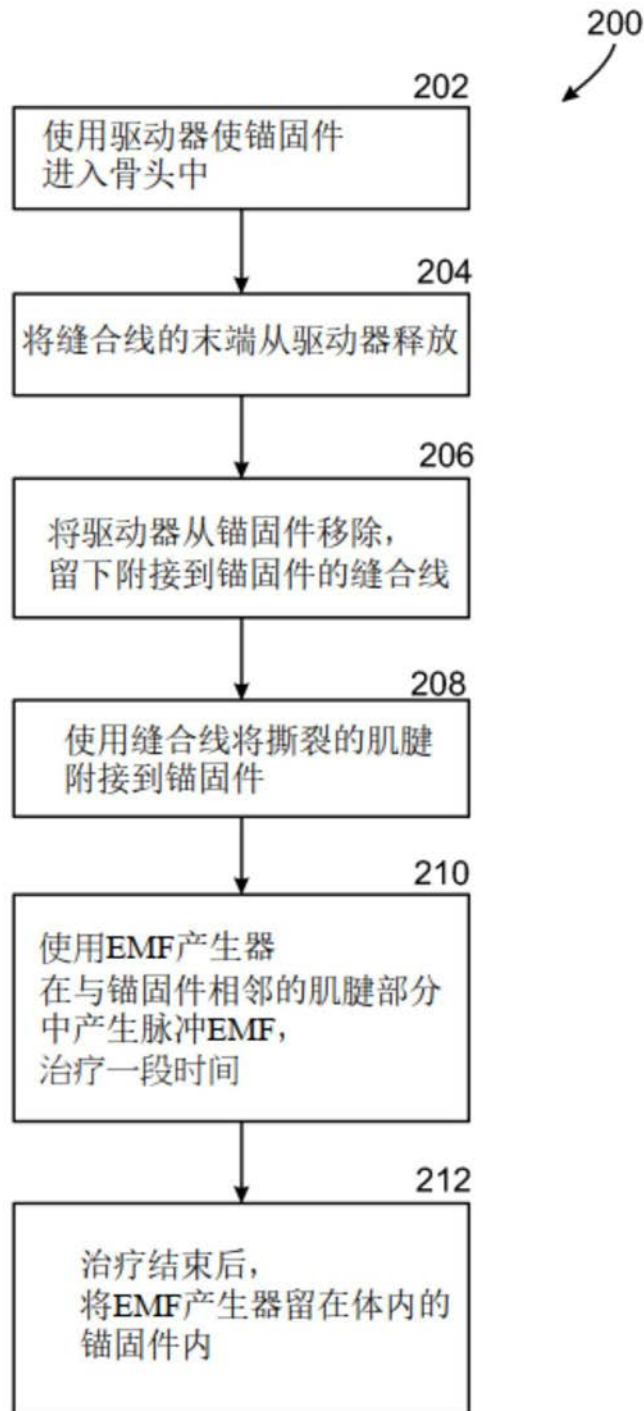 200
202
使用驱动器使锚固件
进入骨头中
204
将缝合线的末端从驱动器释放
206
将驱动器从锚固件移除，
留下附接到锚固件的缝合线
208
使用缝合线将撕裂的肌腱
附接到锚固件
210
使用EMF产生器
在与锚固件相邻的肌腱部分
中产生脉冲EMF，
治疗一段时间
212
治疗结束后，
将EMF产生器留在体内的
锚固件内